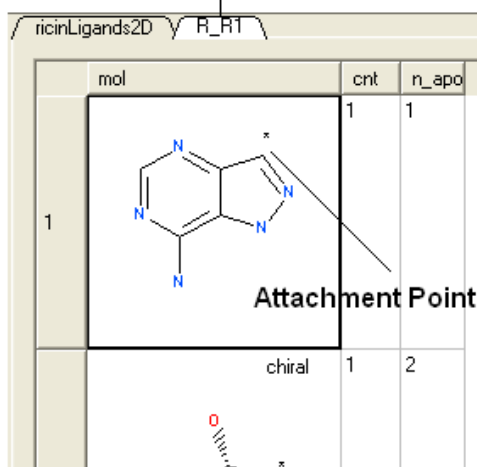 ricinLigands2D R_R1
mol cnt n_apo
1 1
*
N
N
N
1
N
N
Attachment Point
chiral 1 2
O
*